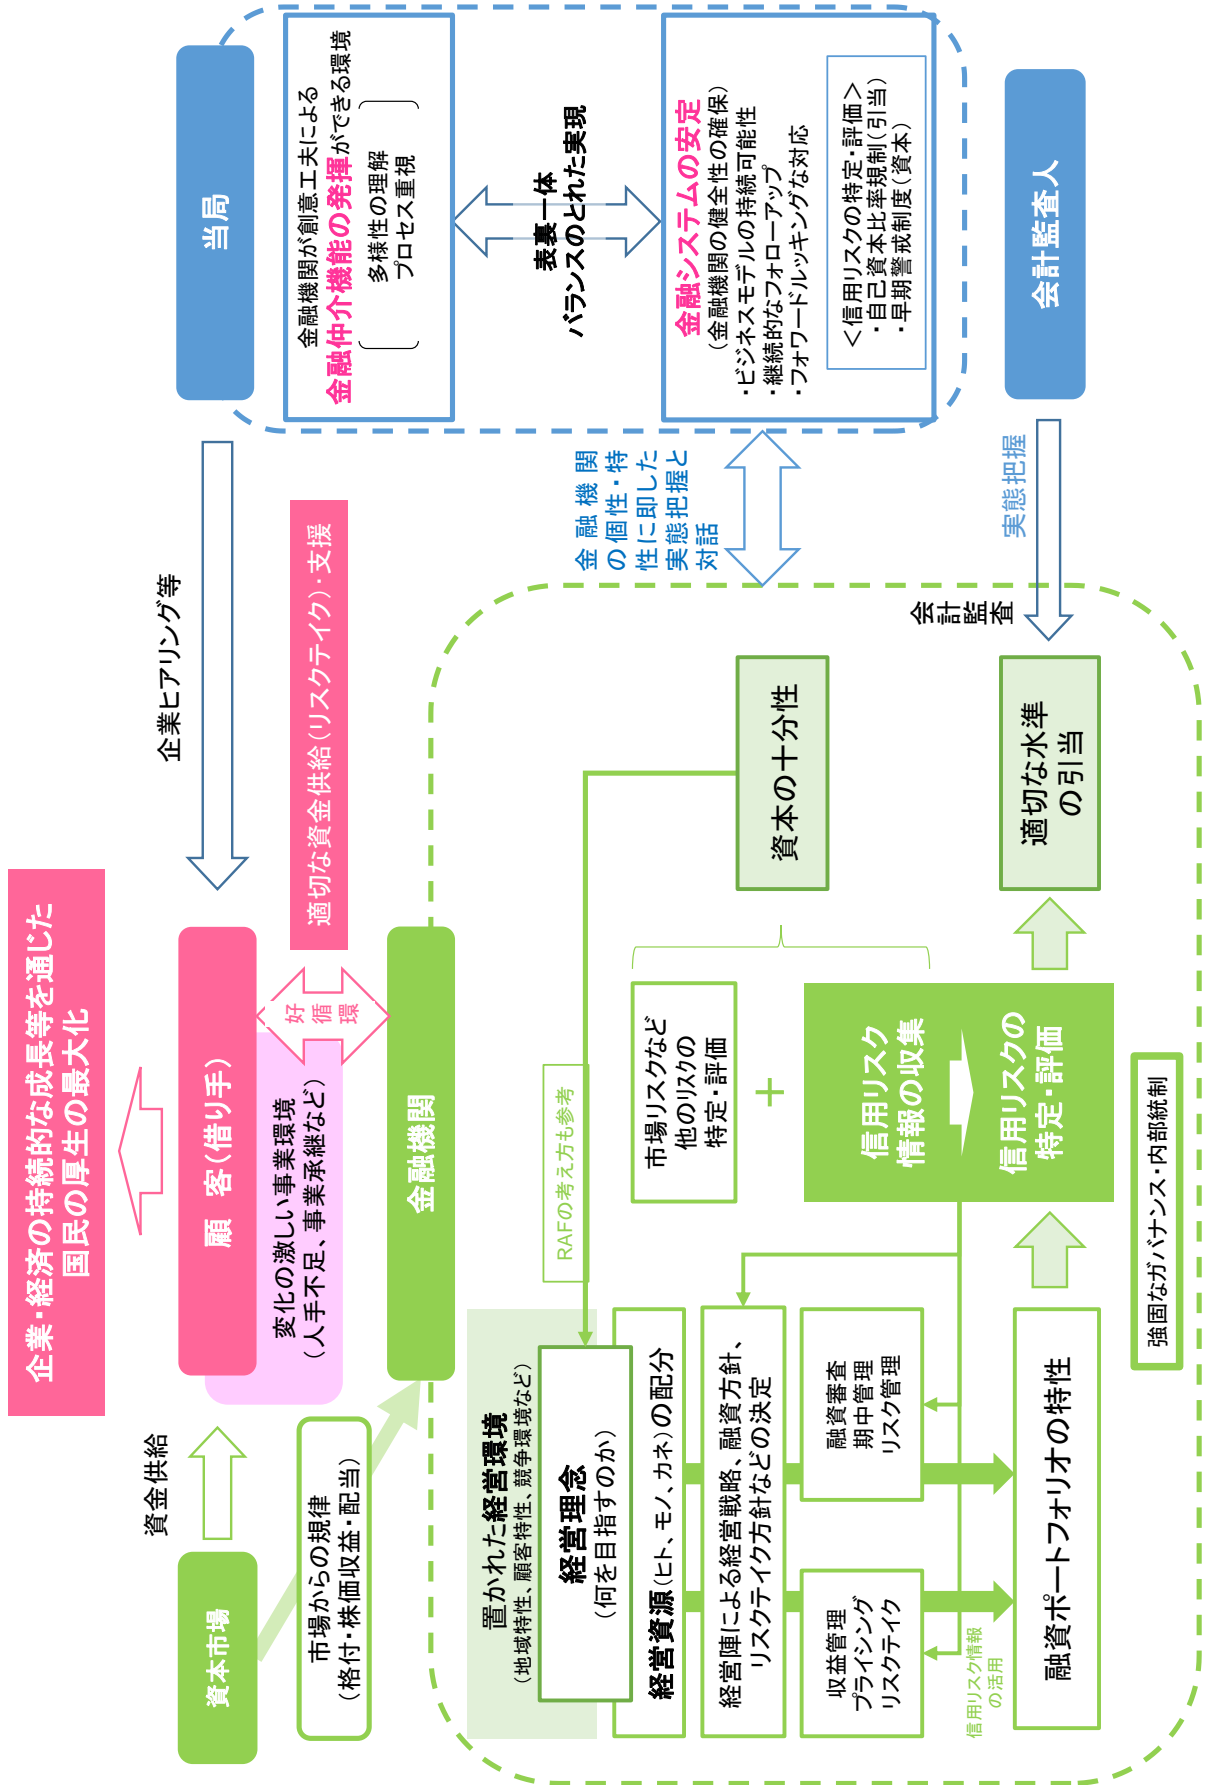 企業・経済の持続的な成長等を通じた
国民の厚生の最大化
資本市場
資金供給
顧　客(借り手)
企業ヒアリング等
当局
変化の激しい事業環境
(人手不足、事業承継など)
好
循
環
適切な資金供給(リスクテイク)・支援
市場からの規律
(格付・株価収益・配当)
金融機関
金融機関が創意工夫による
金融仲介機能の発揮ができる環境
多様性の理解
プロセス重視
表裏一体
バランスのとれた実現
金融システムの安定
(金融機関の健全性の確保)
・ビジネスモデルの持続可能性
・継続的なフォローアップ
・フォワードルッキングな対応
＜信用リスクの特定・評価＞
・自己資本比率規制(引当)
・早期警戒制度(資本)
金融機関
の個性・特
性に即した
実態把握と
対話
置かれた経営環境
(地域特性、顧客特性、競争環境など)
経営理念
(何を目指すのか)
RAFの考え方も参考
経営資源(ヒト、モノ、カネ)の配分
経営陣による経営戦略、融資方針、
リスクテイク方針などの決定
収益管理
プライシング
リスクテイク
融資審査
期中管理
リスク管理
信用リスク情報
の活用
融資ポートフォリオの特性
市場リスクなど
他のリスクの
特定・評価
＋
信用リスク
情報の収集
信用リスクの
特定・評価
資本の十分性
適切な水準
の引当
会計
監査
実態把握
会計監査人
強固なガバナンス・内部統制